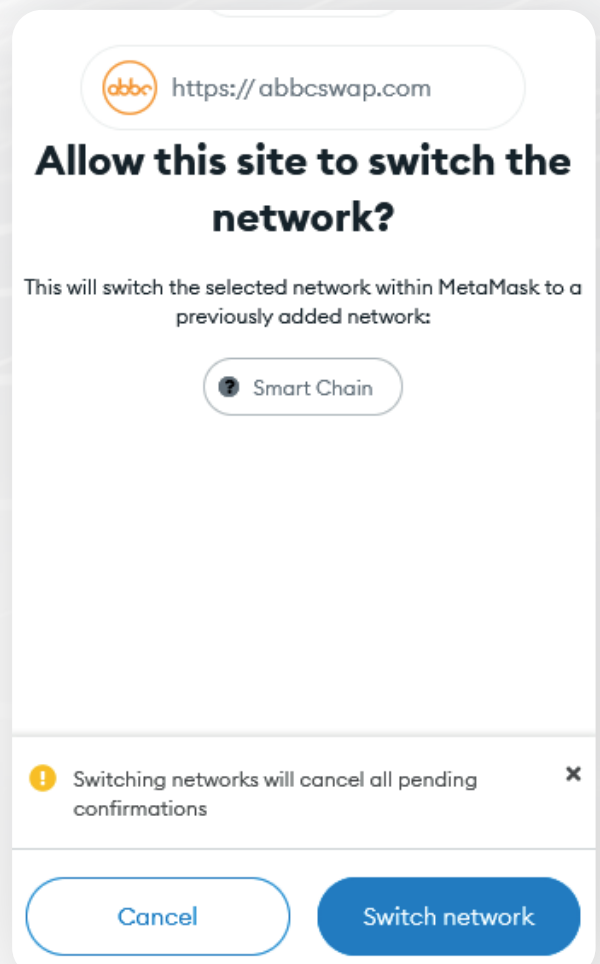 abbc
https://abbcswap.com
Allow this site to switch the
network?
This will switch the selected network within MetaMask to a
previously added network:
? Smart Chain
! Switching networks will cancel all pending
confirmations
Cancel
Switch network